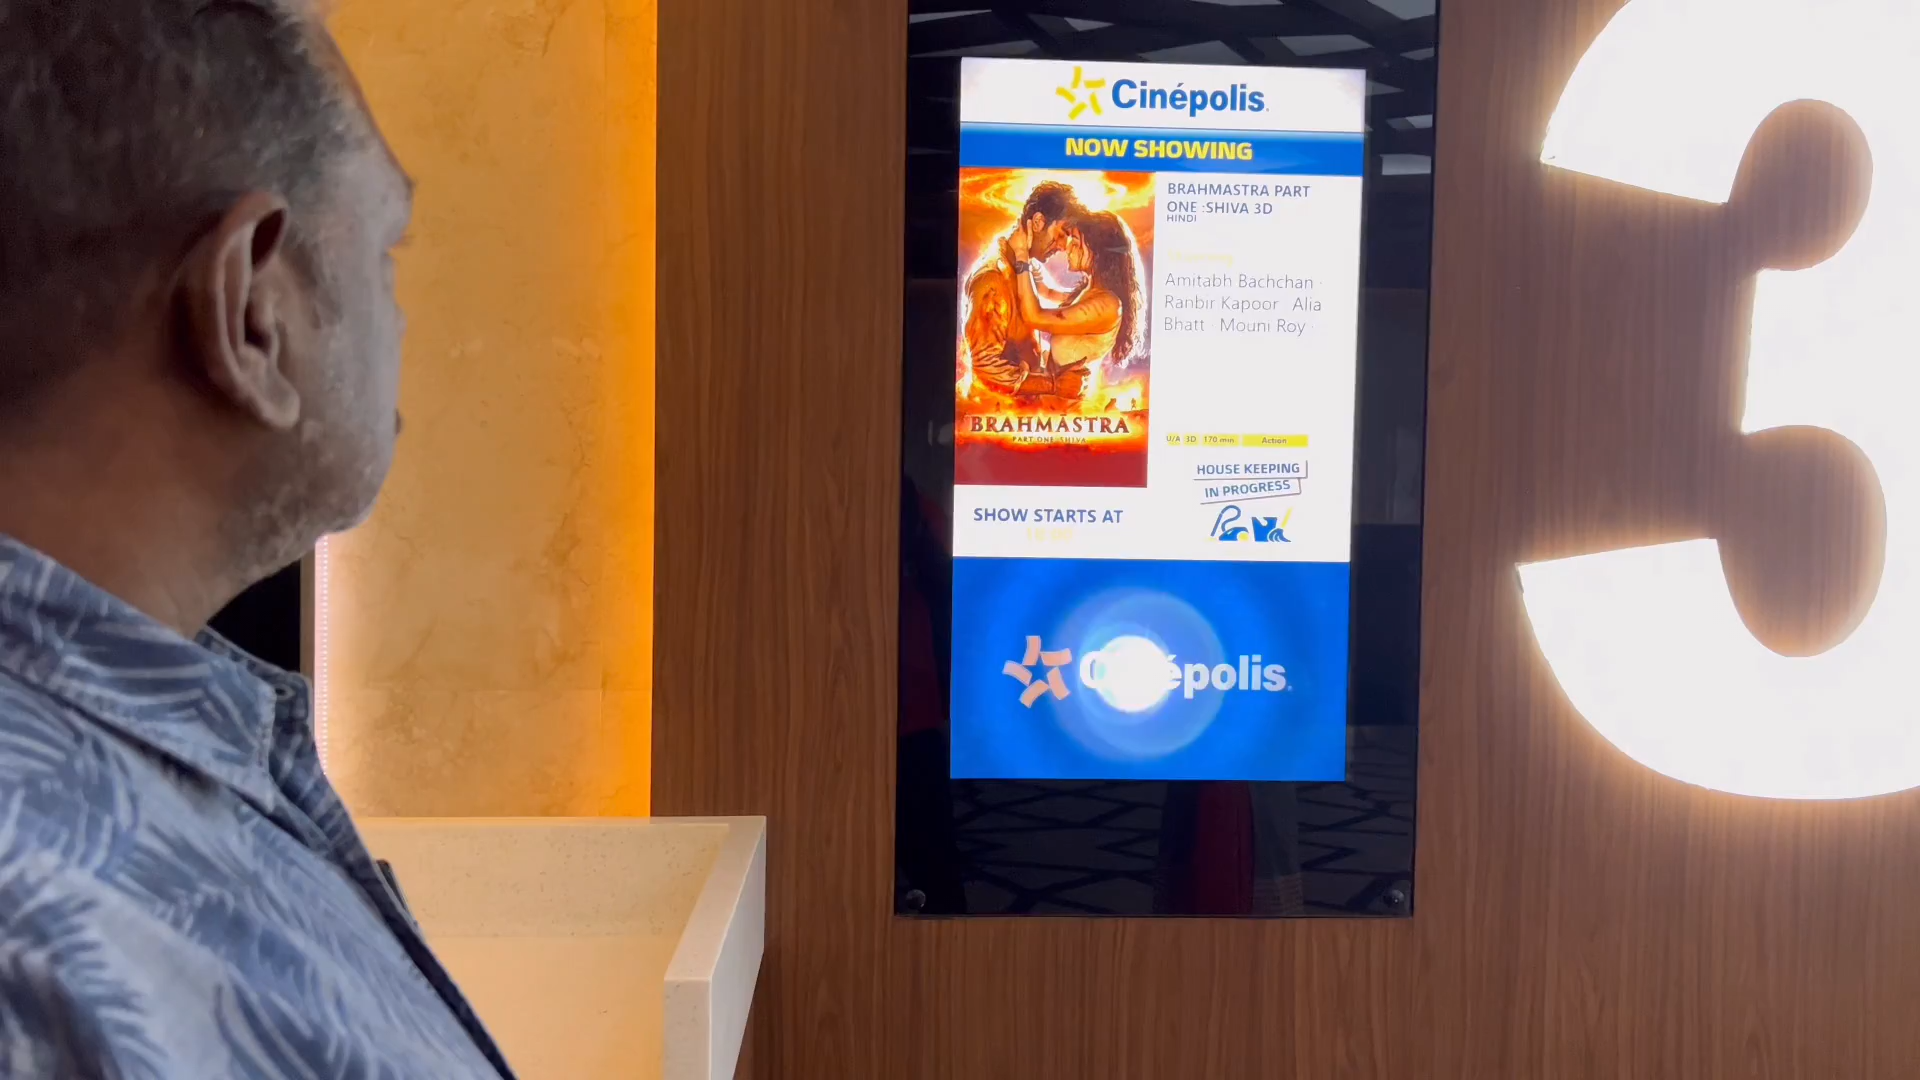 Cinépolis
NOW SHOWING
BRAHMASTRA PART
ONE :SHIVA 3D
HINDI
Amitabh Bachchan ·
Ranbir Kapoor · Alia
Bhatt · Mouni Roy ·
BRAHMĀSTRA
PART ONE: SHIVA
U/A 3D 170 min Action
HOUSE KEEPING
IN PROGRESS
SHOW STARTS AT
Cinépolis
3